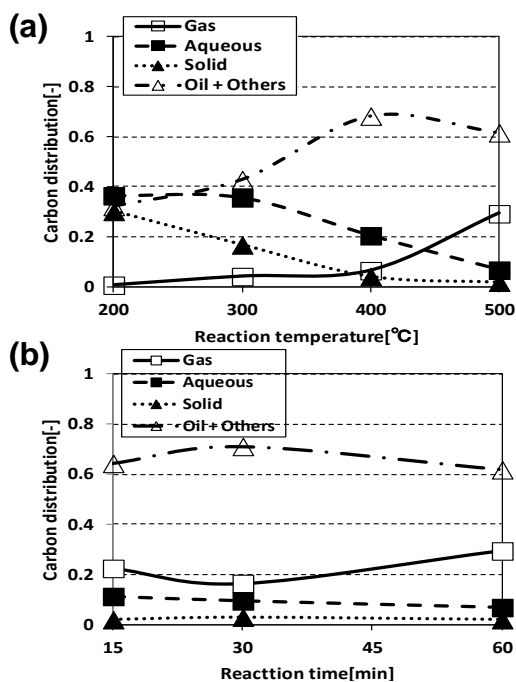 (a)
Gas
Aqueous
Solid
Oil + Others
Carbon distribution[-]
1
0.8
0.6
0.4
0.2
0
200 300 400 500
Reaction temperature[℃]
(b)
Gas
Aqueous
Solid
Oil + Others
Carbon distribution[-]
1
0.8
0.6
0.4
0.2
0
15 30 45 60
Reacttion time[min]